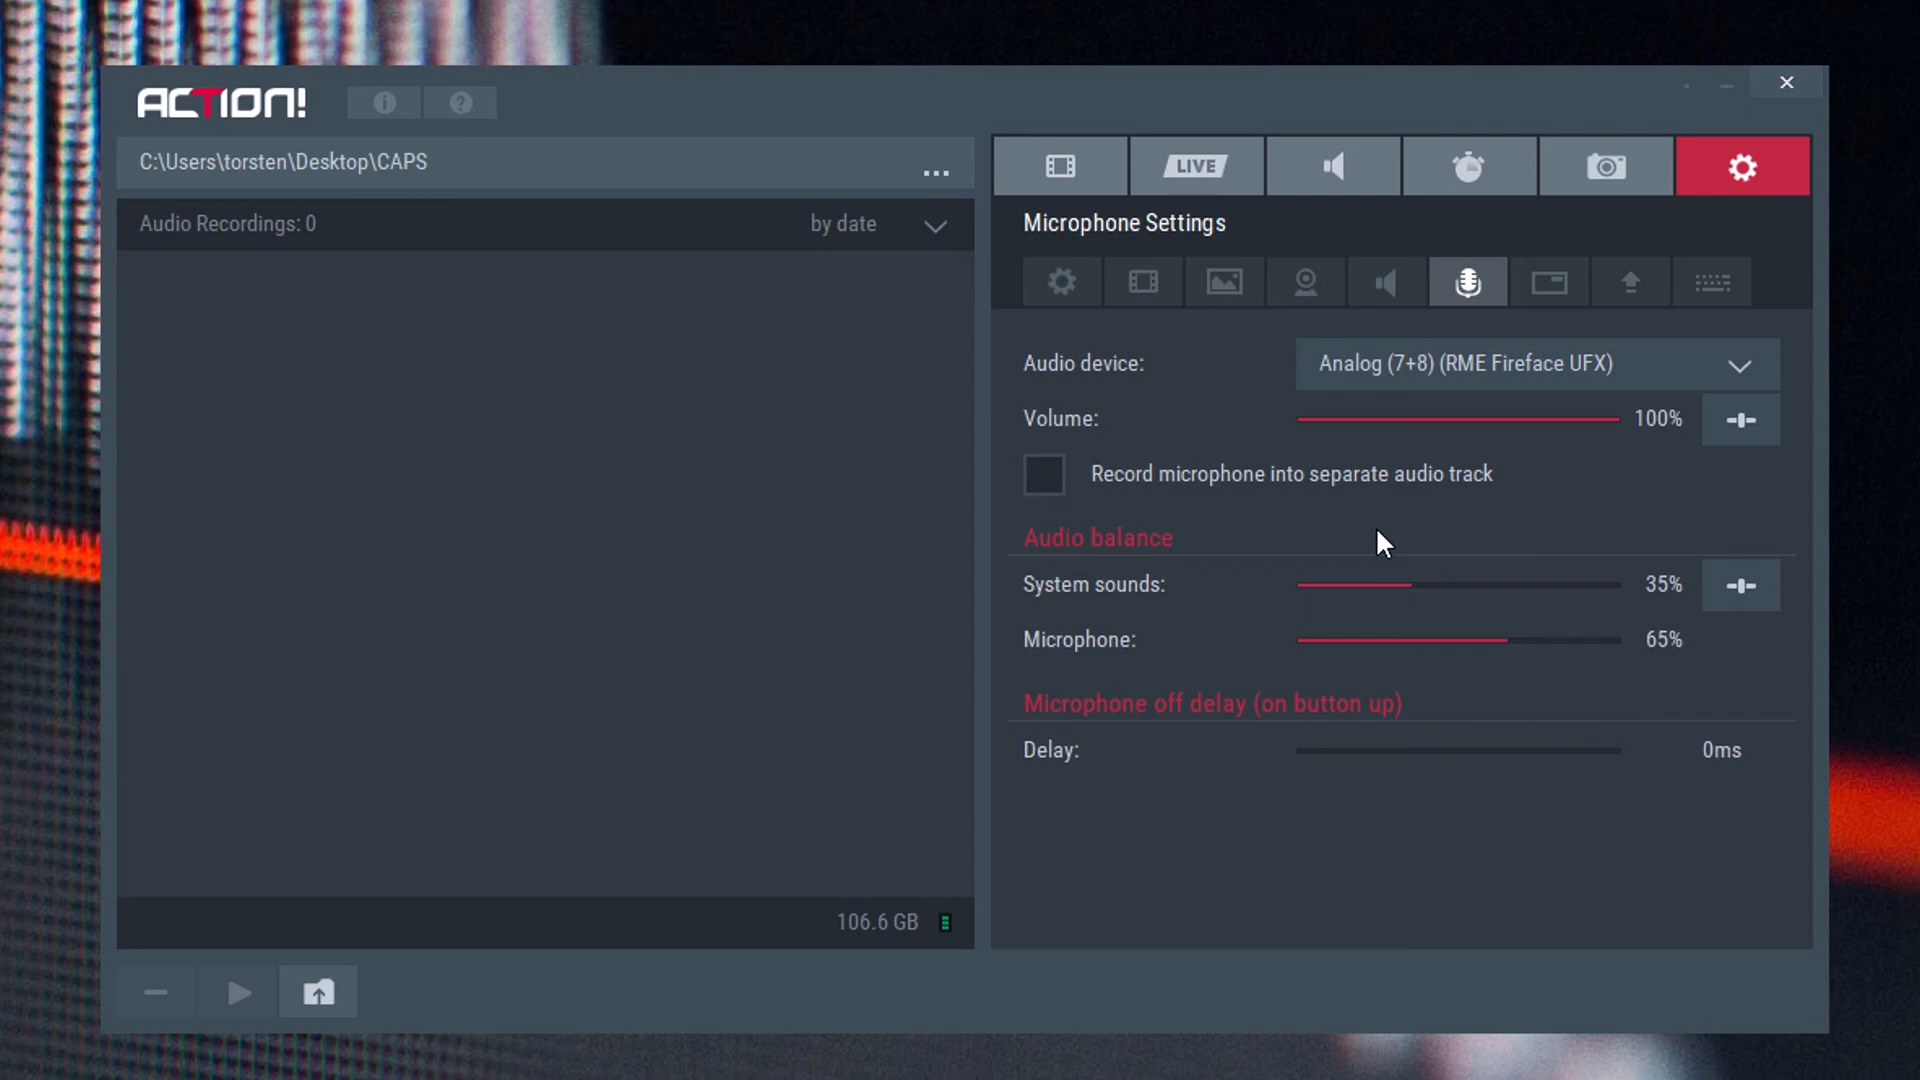 ACTION!
C:\Users\torsten\Desktop\CAPS
...
LIVE
Audio Recordings: 0
by date
Microphone Settings
Audio device:
Analog (7+8) (RME Fireface UFX)
Volume:
100%
Record microphone into separate audio track
Audio balance
System sounds:
35%
Microphone:
65%
Microphone off delay (on button up)
Delay:
0ms
106.6 GB